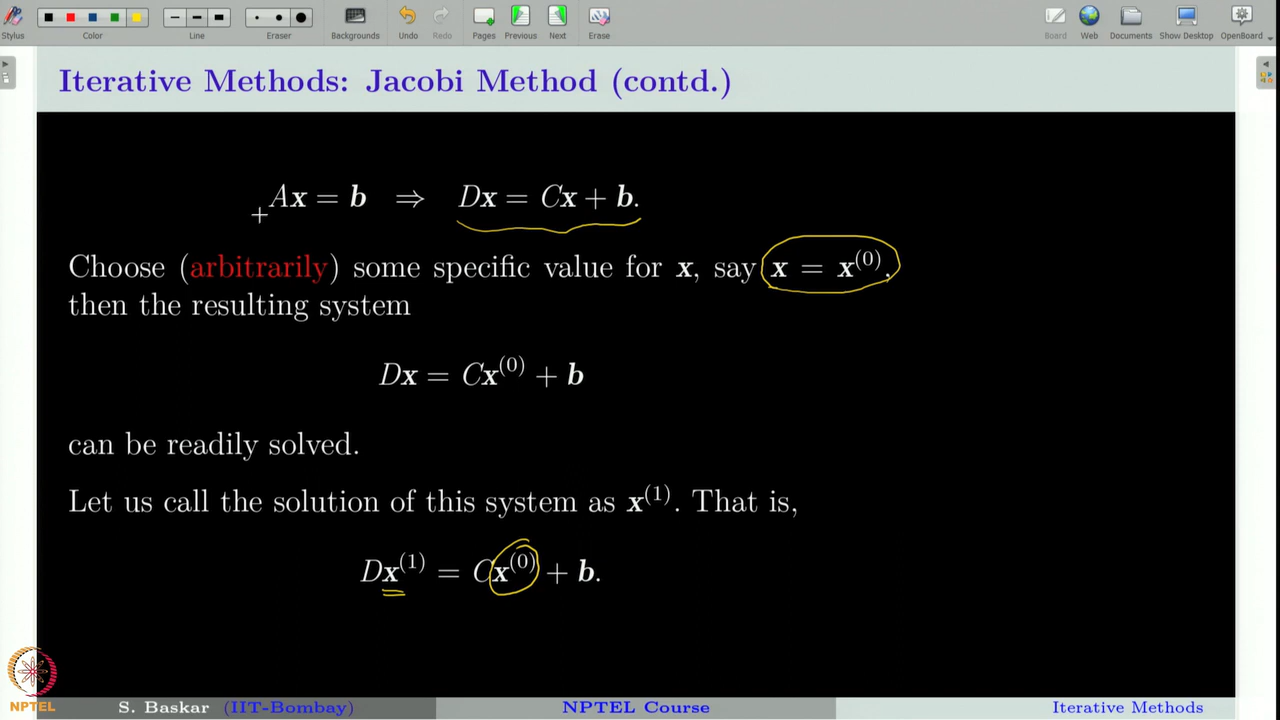 Stylus Color Line Eraser Backgrounds Undo Redo Pages Previous Next Erase Board Web Documents Show Desktop OpenBoard
Iterative Methods: Jacobi Method (contd.)
Ax = b ⇒ Dx = Cx + b.
Choose (arbitrarily) some specific value for x, say x = x⁽⁰⁾,
then the resulting system
Dx = Cx⁽⁰⁾ + b
can be readily solved.
Let us call the solution of this system as x⁽¹⁾. That is,
Dx⁽¹⁾ = Cx⁽⁰⁾ + b.
NPTEL
S. Baskar (IIT-Bombay) NPTEL Course Iterative Methods